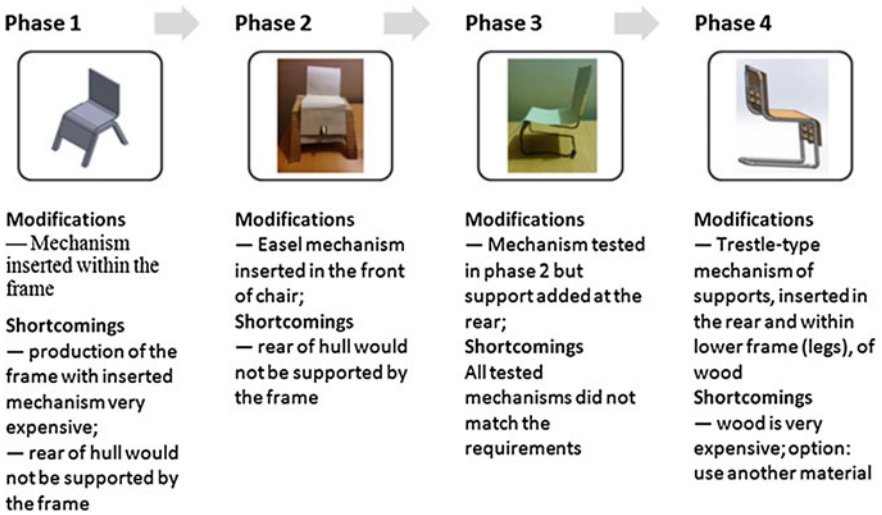 Phase 1
Phase 2
Phase 3
Phase 4
Modifications
— Mechanism
inserted within the
frame
Shortcomings
— production of the
frame with inserted
mechanism very
expensive;
— rear of hull would
not be supported by
the frame
Modifications
— Easel mechanism
inserted in the front
of chair;
Shortcomings
— rear of hull would
not be supported by
the frame
Modifications
— Mechanism tested
in phase 2 but
support added at the
rear;
Shortcomings
All tested
mechanisms did not
match the
requirements
Modifications
— Trestle-type
mechanism of
supports, inserted in
the rear and within
lower frame (legs), of
wood
Shortcomings
— wood is very
expensive; option:
use another material